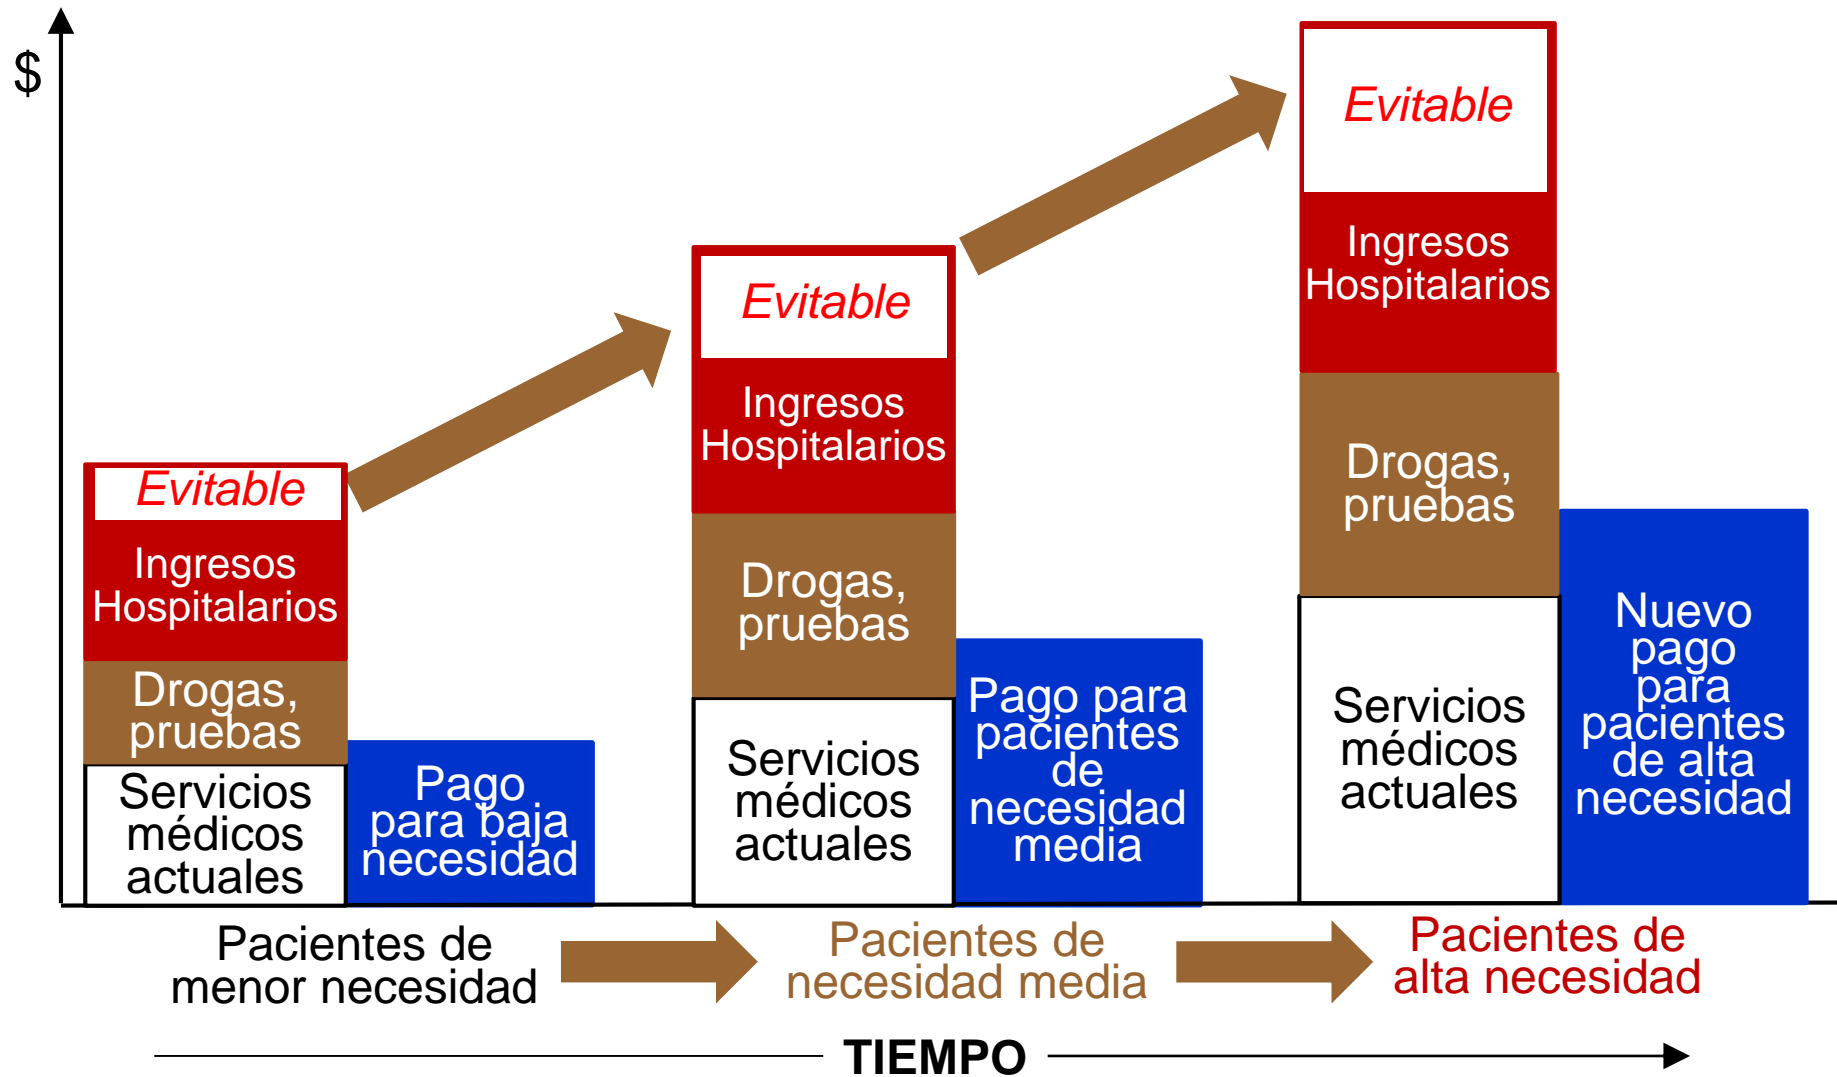 $
Evitable
Ingresos
Hospitalarios
Drogas,
pruebas
Servicios
médicos
actuales
Pago
para baja
necesidad
Evitable
Ingresos
Hospitalarios
Drogas,
pruebas
Servicios
médicos
actuales
Pago para
pacientes
de
necesidad
media
Evitable
Ingresos
Hospitalarios
Drogas,
pruebas
Servicios
médicos
actuales
Nuevo
pago
para
pacientes
de alta
necesidad
Pacientes de
menor necesidad
Pacientes de
necesidad media
Pacientes de
alta necesidad
TIEMPO